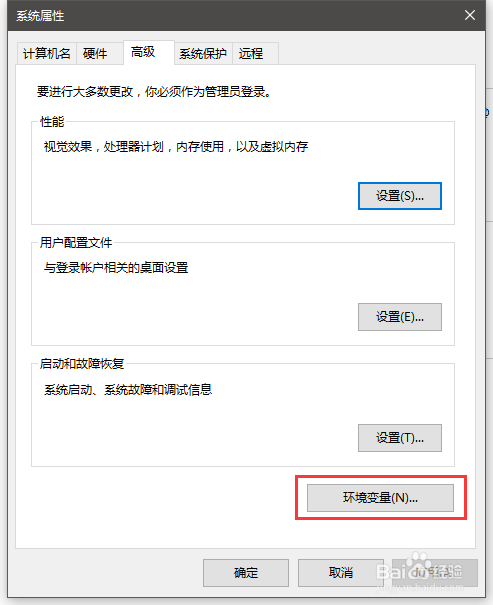 系统属性
计算机名 硬件 高级 系统保护 远程
要进行大多数更改，你必须作为管理员登录。
性能
视觉效果，处理器计划，内存使用，以及虚拟内存
设置(S)...
用户配置文件
与登录帐户相关的桌面设置
设置(E)...
启动和故障恢复
系统启动、系统故障和调试信息
设置(T)...
环境变量(N)...
确定 取消
Baidu 经验